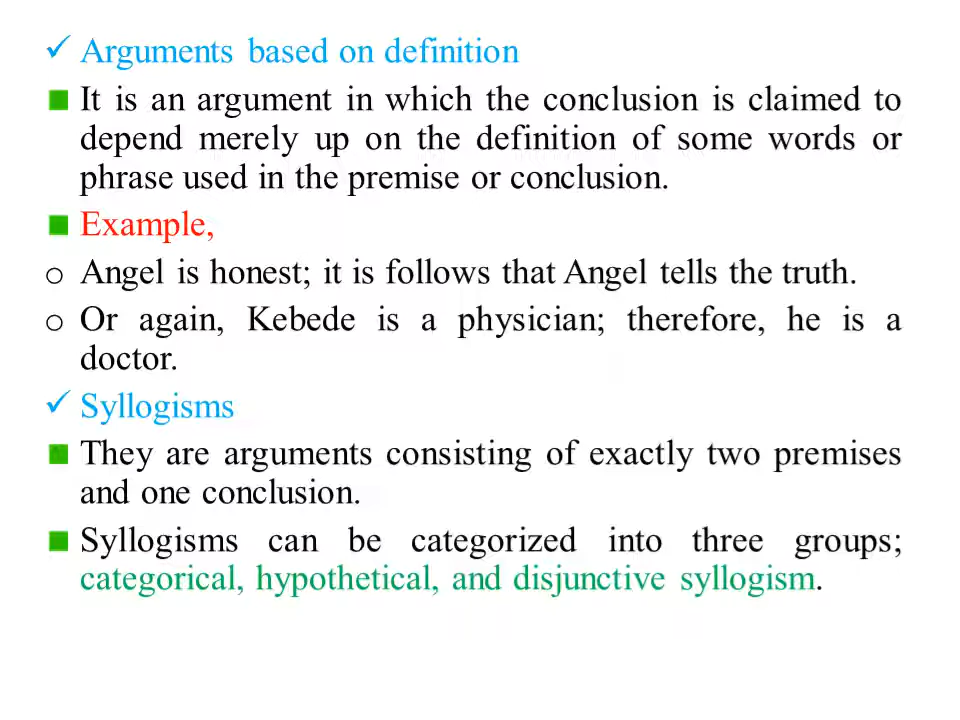 ✓ Arguments based on definition
■ It is an argument in which the conclusion is claimed to
depend merely up on the definition of some words or
phrase used in the premise or conclusion.
■ Example,
o Angel is honest; it is follows that Angel tells the truth.
o Or again, Kebede is a physician; therefore, he is a
doctor.
✓ Syllogisms
■ They are arguments consisting of exactly two premises
and one conclusion.
■ Syllogisms can be categorized into three groups;
categorical, hypothetical, and disjunctive syllogism.